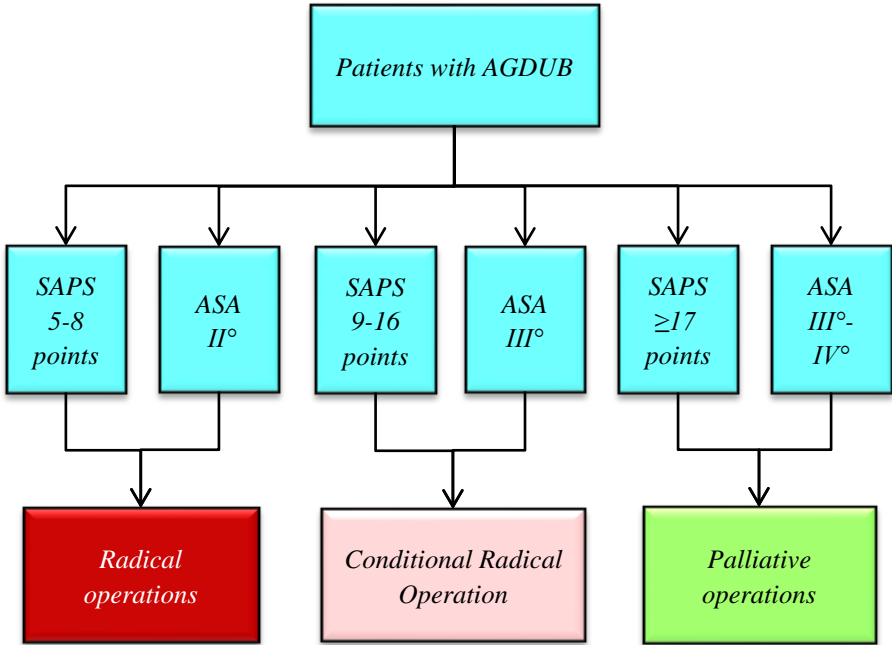 Patients with AGDUB
SAPS
5-8
points
ASA
II°
SAPS
9-16
points
ASA
III°
SAPS
≥17
points
ASA
III°-
IV°
Radical
operations
Conditional Radical
Operation
Palliative
operations